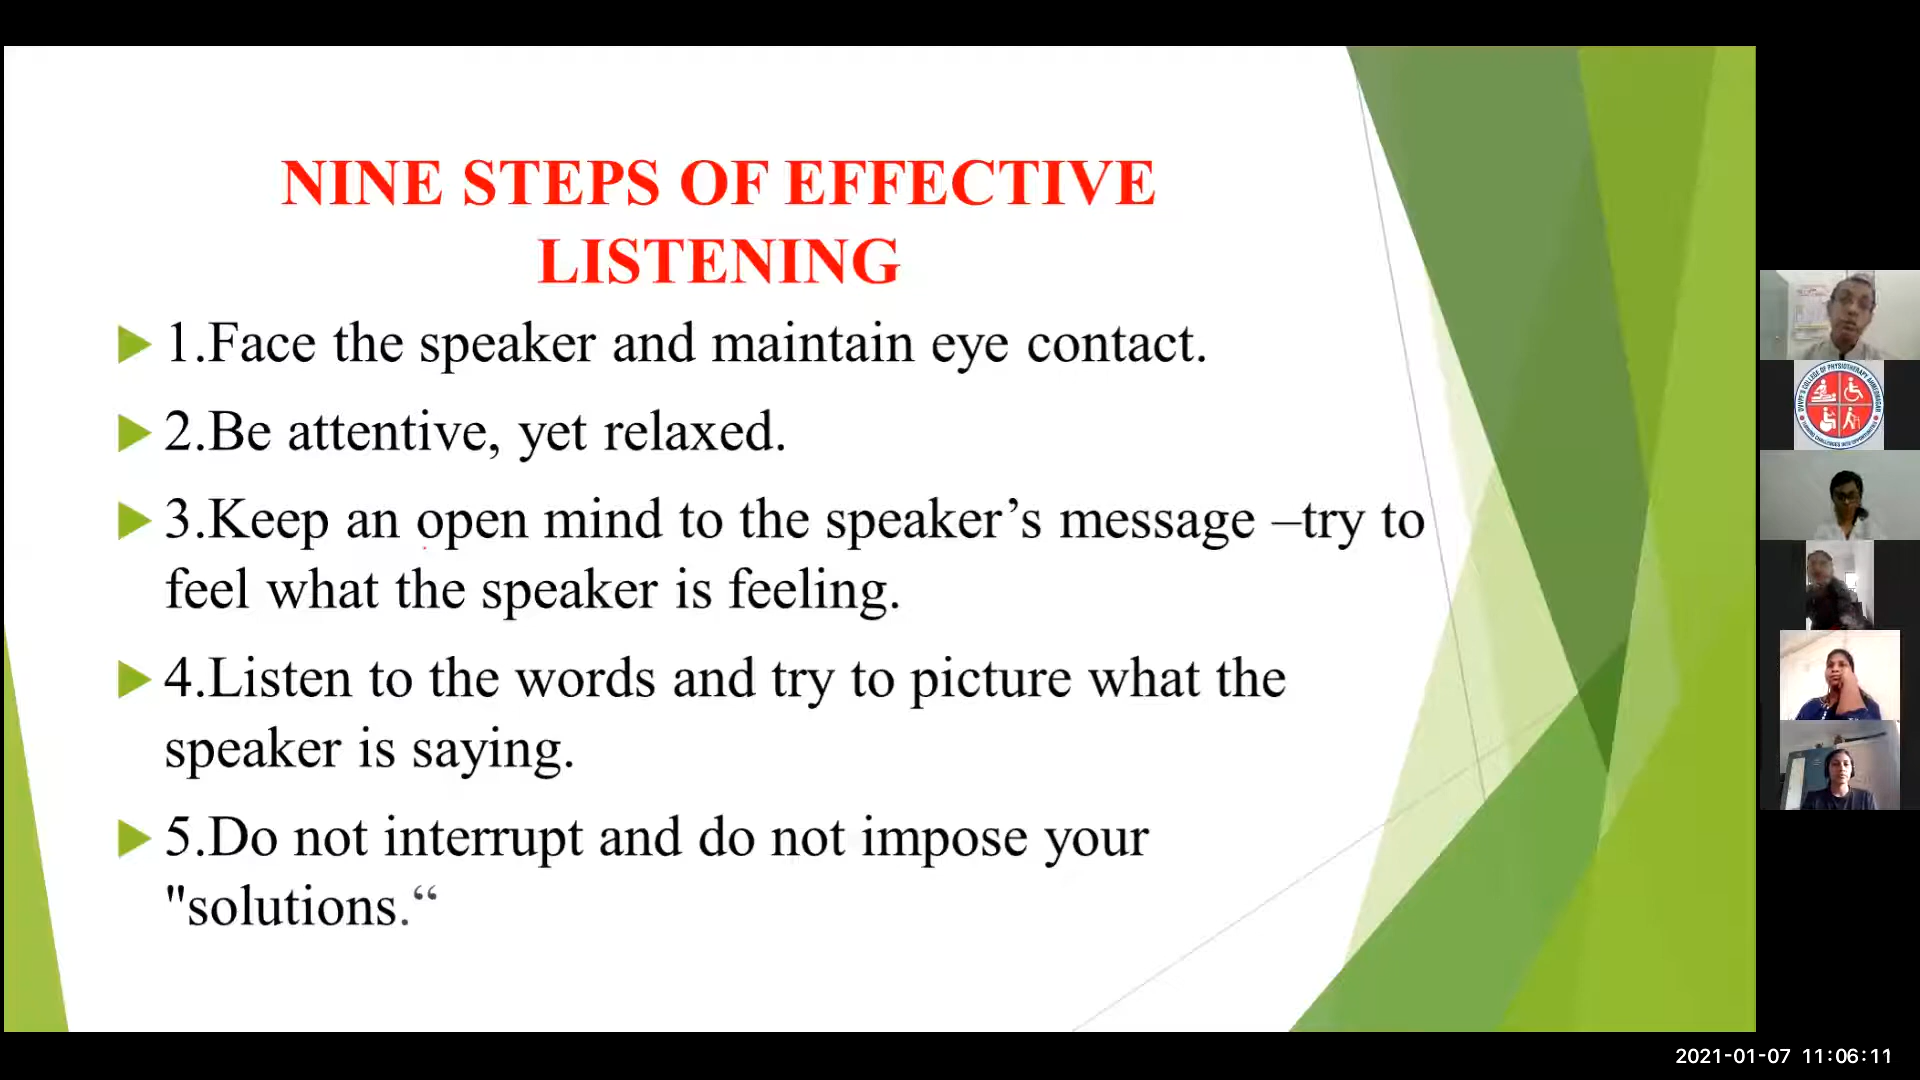 NINE STEPS OF EFFECTIVE
LISTENING
1.Face the speaker and maintain eye contact.
2.Be attentive, yet relaxed.
3.Keep an open mind to the speaker’s message –try to
feel what the speaker is feeling.
4.Listen to the words and try to picture what the
speaker is saying.
5.Do not interrupt and do not impose your
"solutions.“
COLLEGE OF PHYSIOTHERAPY
2021-01-07 11:06:11